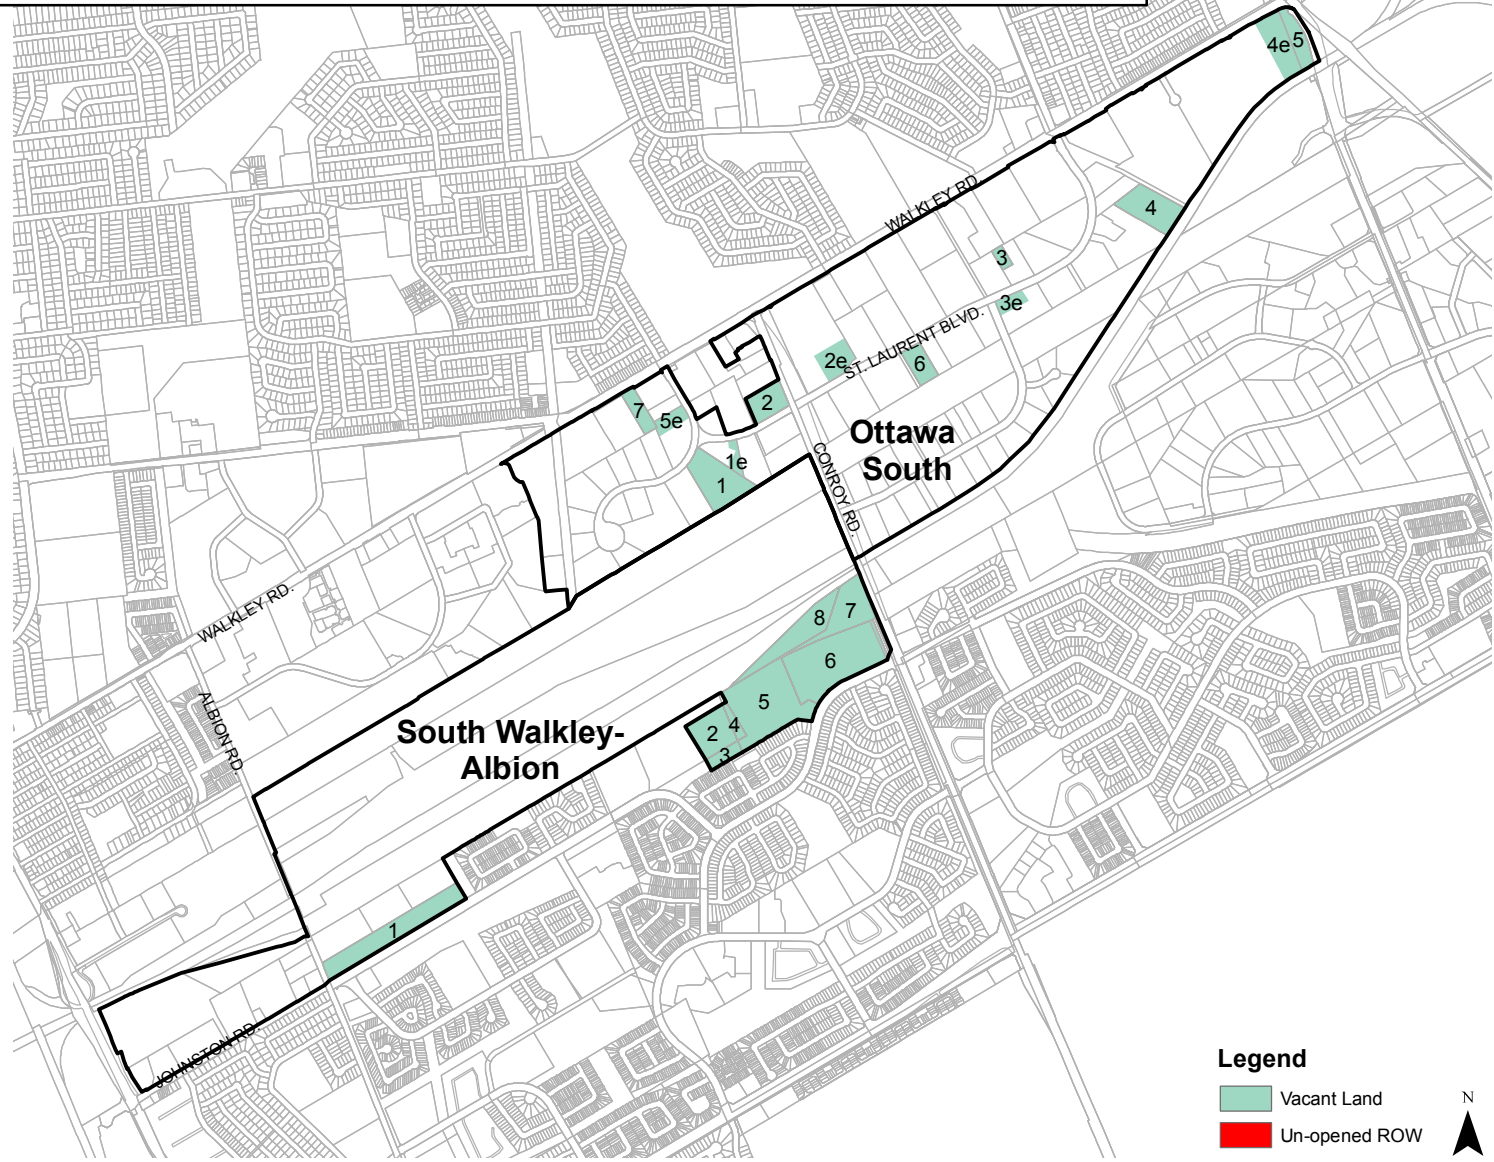 4e
5
WALKLEY RD.
4
3
3e
ST. LAURENT BLVD.
2e
6
7
5e
2
1e
1
CONROY RD.
Ottawa
South
WALKLEY RD.
ALBION RD.
8
7
6
5
4
2
3
South Walkley-
Albion
1
JOHNSTON RD.
Legend
Vacant Land
Un-opened ROW
N